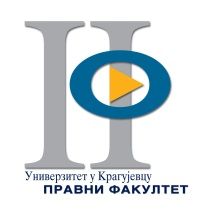 Универзитет у Крагујевцу
ПРАВНИ ФАКУЛТЕТ